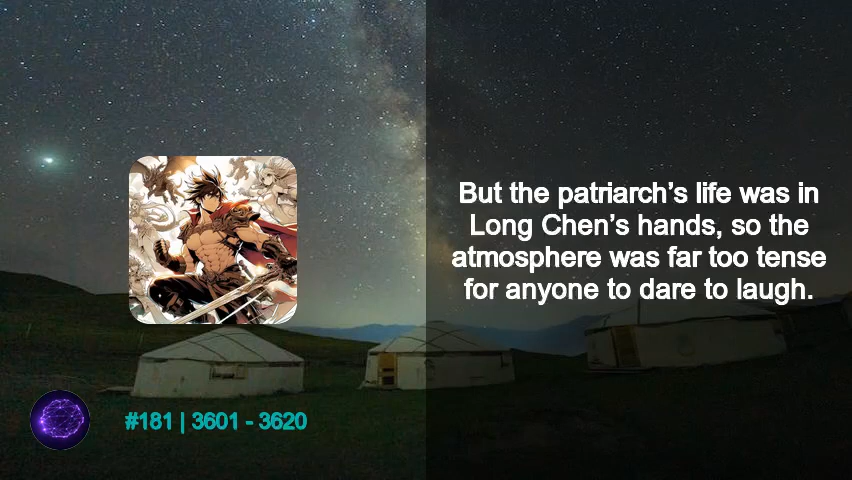 But the patriarch’s life was in
Long Chen’s hands, so the
atmosphere was far too tense
for anyone to dare to laugh.
#181 | 3601 - 3620